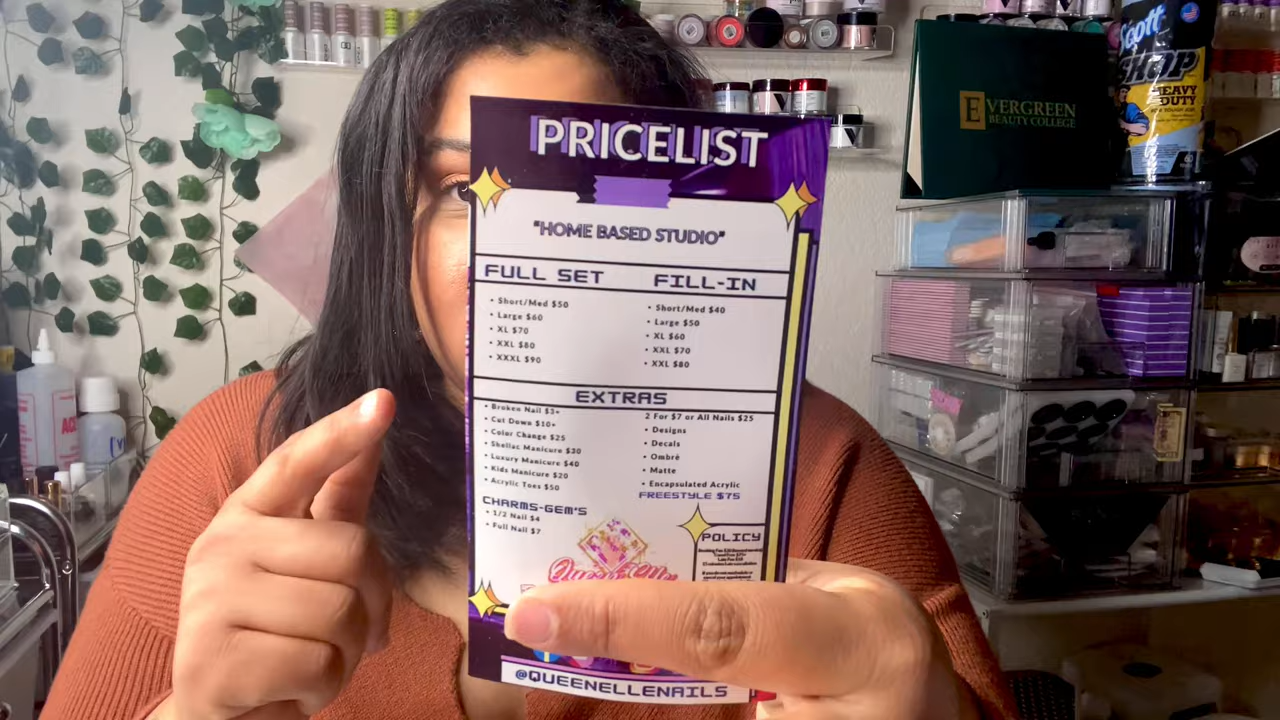 PRICELIST
"HOME BASED STUDIO"
FULL SET
• Short/Med $50
• Large $60
• XL $70
• XXL $80
• XXXL $90
FILL-IN
• Short/Med $40
• Large $50
• XL $60
• XXL $70
• XXL $80
EXTRAS
• Broken Nail $3+
• Cut Down $10+
• Color Change $25
• Shellac Manicure $30
• Luxury Manicure $40
• Kids Manicure $20
• Acrylic Toes $50
2 For $7 or All Nails $25
• Designs
• Decals
• Ombré
• Matte
• Encapsulated Acrylic
FREESTYLE $75
CHARMS-GEM'S
• 1/2 Nail $4
• Full Nail $7
POLICY
@QUEENELLENAILS
EVERGREEN
BEAUTY COLLEGE
Scott
SHOP
HEAVY
DUTY